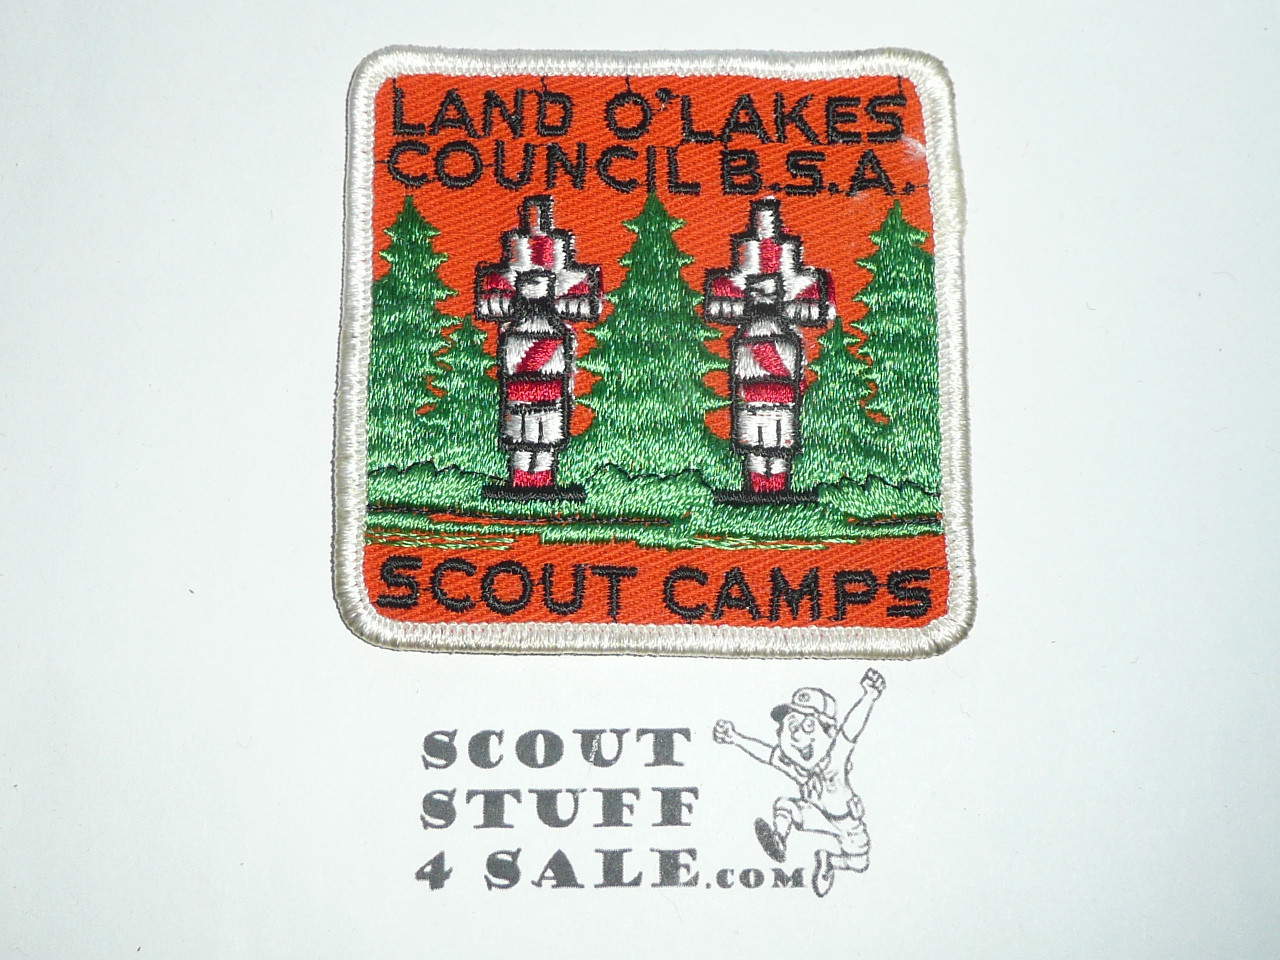 LAND O'LAKES
COUNCIL B.S.A.
SCOUT CAMPS
SCOUT
STUFF
4 SALE.COM